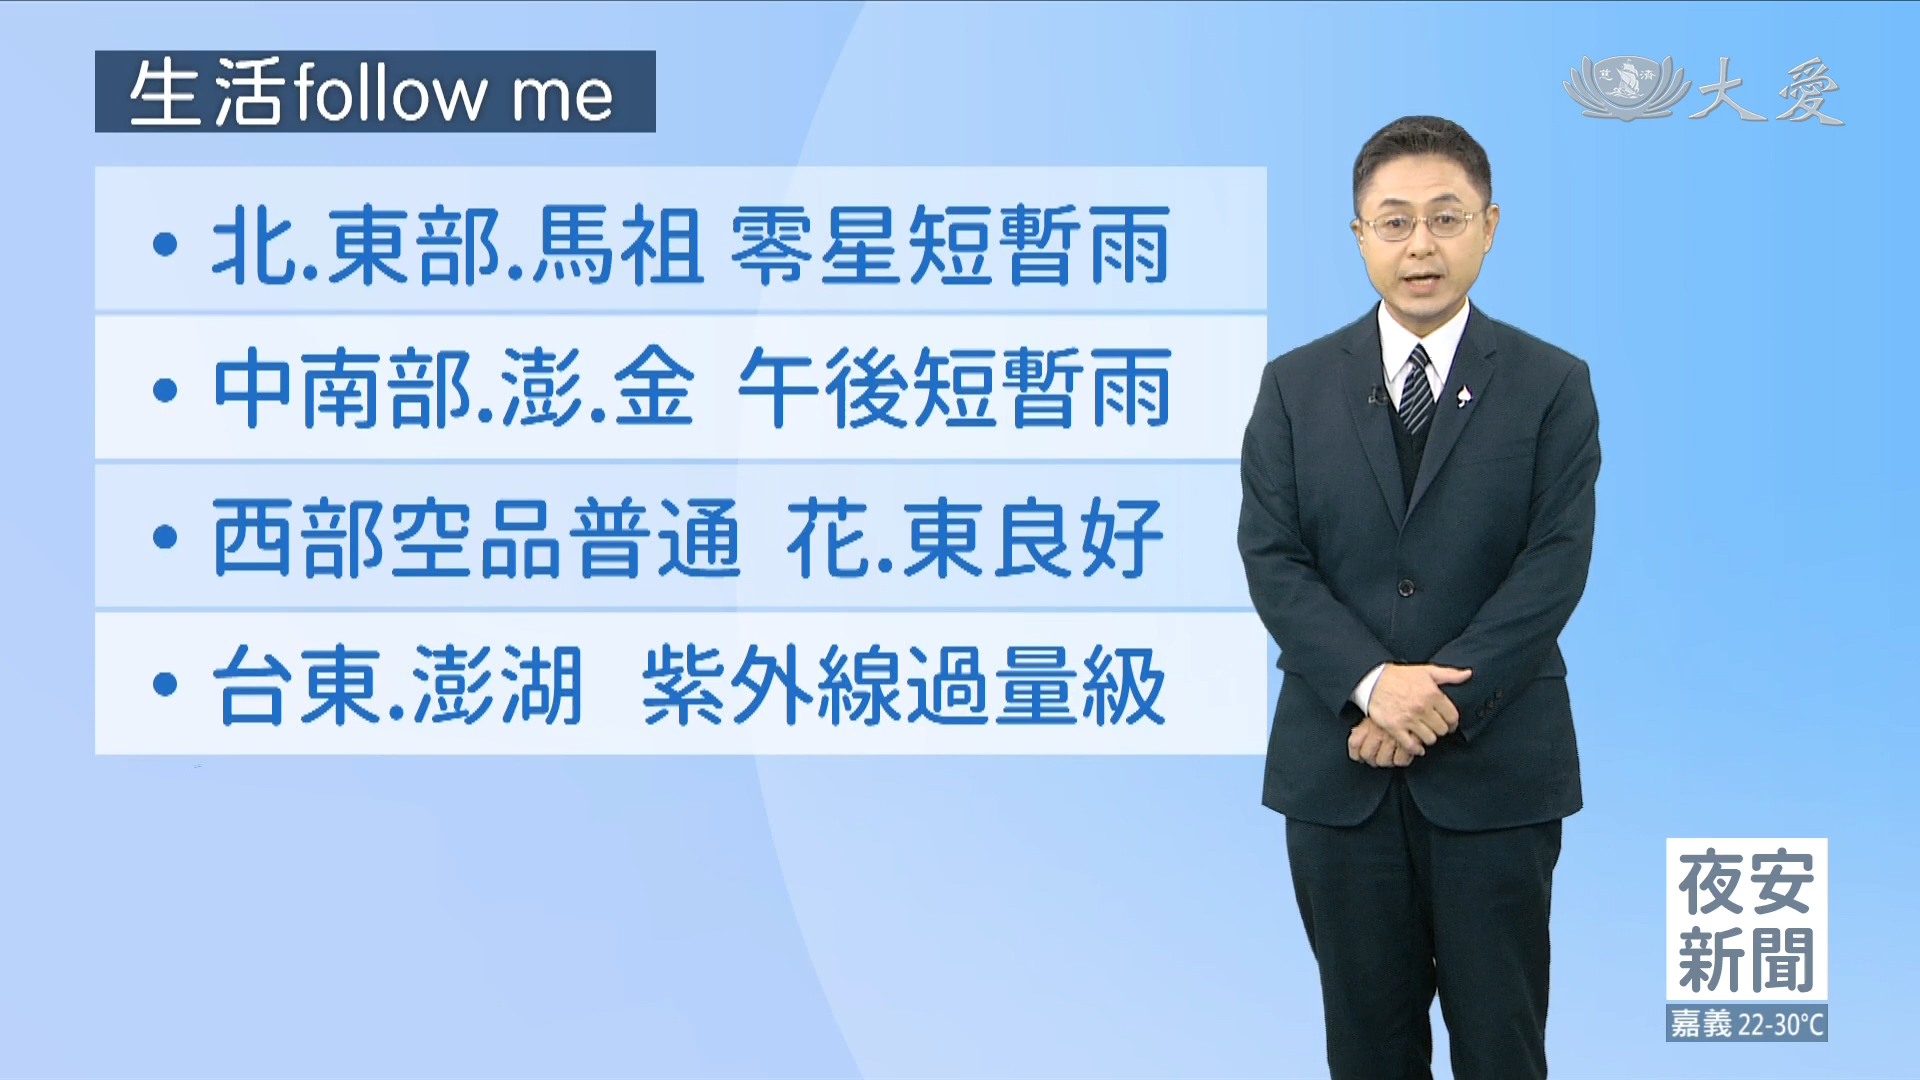 生活follow me
慈 濟
大愛
• 北.東部.馬祖 零星短暫雨
• 中南部.澎.金 午後短暫雨
• 西部空品普通 花.東良好
• 台東.澎湖 紫外線過量級
夜安
新聞
嘉義 22-30°C